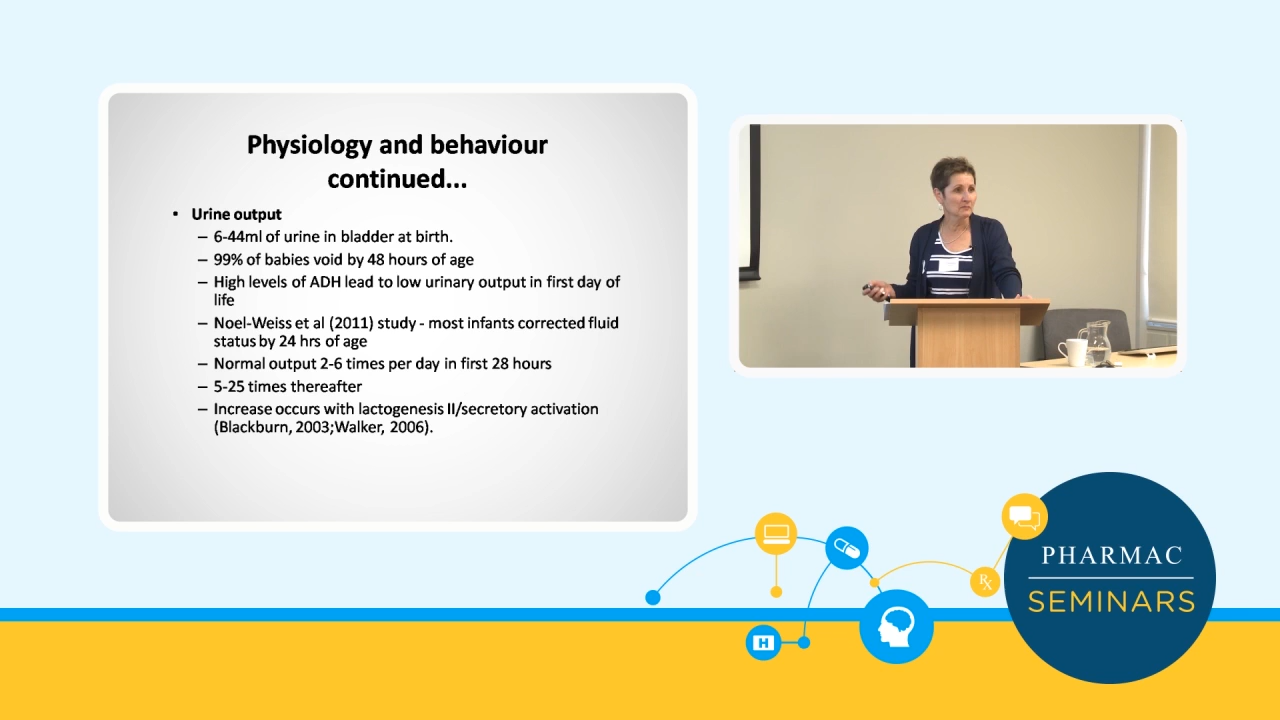 Physiology and behaviour
continued...
• Urine output
– 6-44ml of urine in bladder at birth.
– 99% of babies void by 48 hours of age
– High levels of ADH lead to low urinary output in first day of
life
– Noel-Weiss et al (2011) study - most infants corrected fluid
status by 24 hrs of age
– Normal output 2-6 times per day in first 28 hours
– 5-25 times thereafter
– Increase occurs with lactogenesis II/secretory activation
(Blackburn, 2003;Walker, 2006).
Rx
H
PHARMAC
SEMINARS